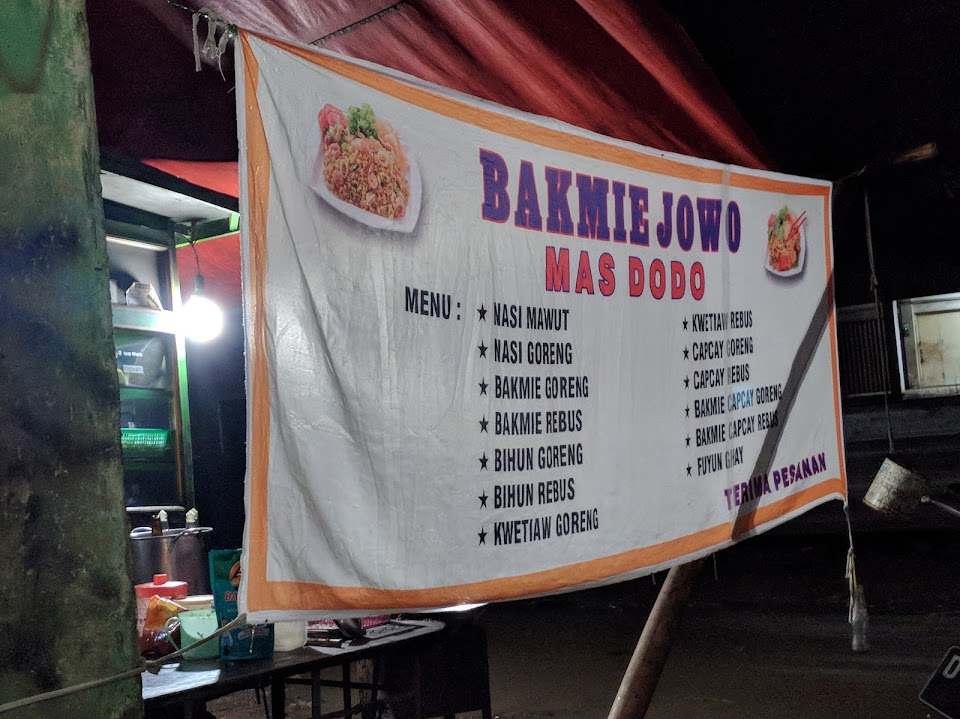 BAKMIE JOWO
MAS DODO
MENU :
★ NASI MAWUT
★ NASI GORENG
★ BAKMIE GORENG
★ BAKMIE REBUS
★ BIHUN GORENG
★ BIHUN REBUS
★ KWETIAW GORENG
★ KWETIAW REBUS
★ CAPCAY GORENG
★ CAPCAY REBUS
★ BAKMIE CAPCAY GORENG
★ BAKMIE CAPCAY REBUS
★ FUYUN GHAY
TERIMA PESANAN